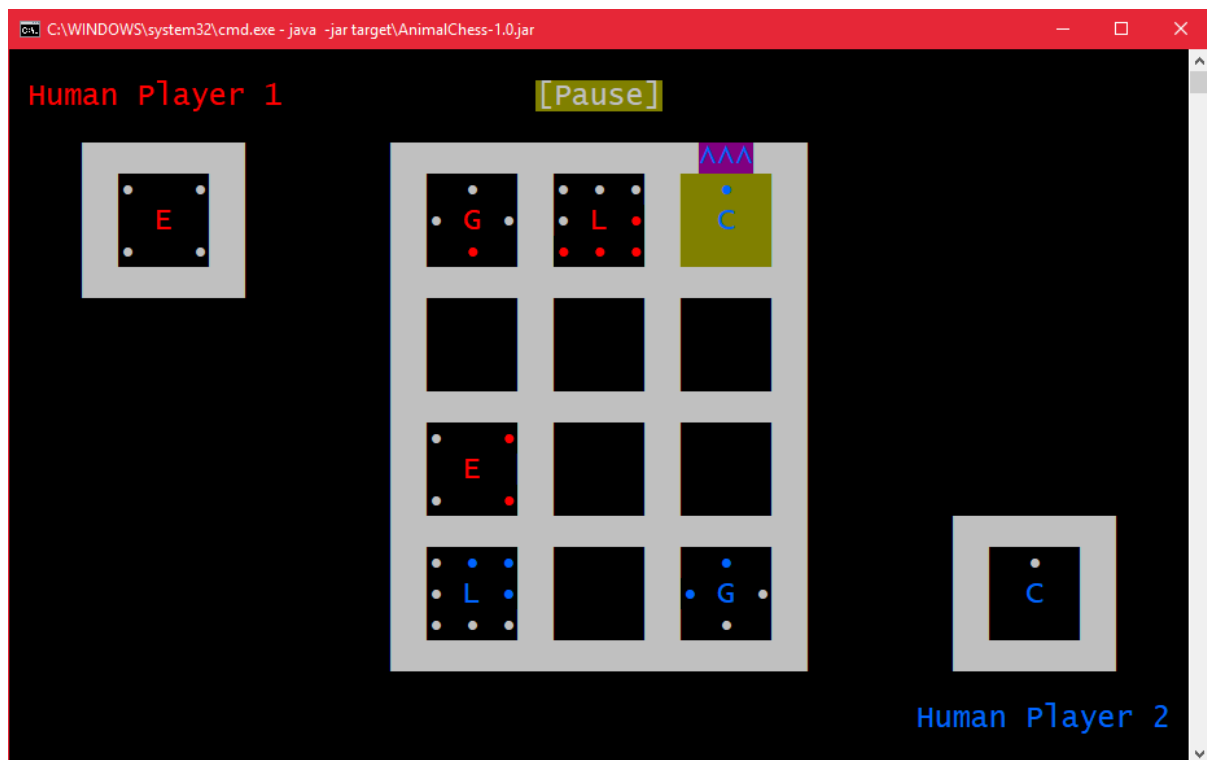 C:\WINDOWS\system32\cmd.exe - java -jar target\AnimalChess-1.0.jar
Human Player 1 [Pause]
^^^
E G L C
E
L G C
Human Player 2